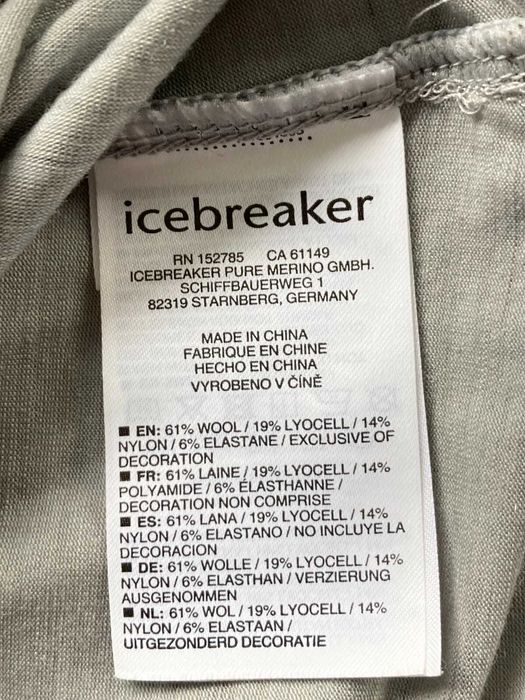 icebreaker
RN 152785 CA 61149
ICEBREAKER PURE MERINO GMBH.
SCHIFFBAUERWEG 1
82319 STARNBERG, GERMANY
MADE IN CHINA
FABRIQUE EN CHINE
HECHO EN CHINA
VYROBENO V ČÍNĚ
EN: 61% WOOL / 19% LYOCELL / 14%
NYLON / 6% ELASTANE / EXCLUSIVE OF
DECORATION
FR: 61% LAINE / 19% LYOCELL / 14%
POLYAMIDE / 6% ÉLASTHANNE /
DECORATION NON COMPRISE
ES: 61% LANA / 19% LYOCELL / 14%
NYLON / 6% ELASTANO / NO INCLUYE LA
DECORACION
DE: 61% WOLLE / 19% LYOCELL / 14%
NYLON / 6% ELASTHAN / VERZIERUNG
AUSGENOMMEN
NL: 61% WOL / 19% LYOCELL / 14%
NYLON / 6% ELASTAAN /
UITGEZONDERD DECORATIE